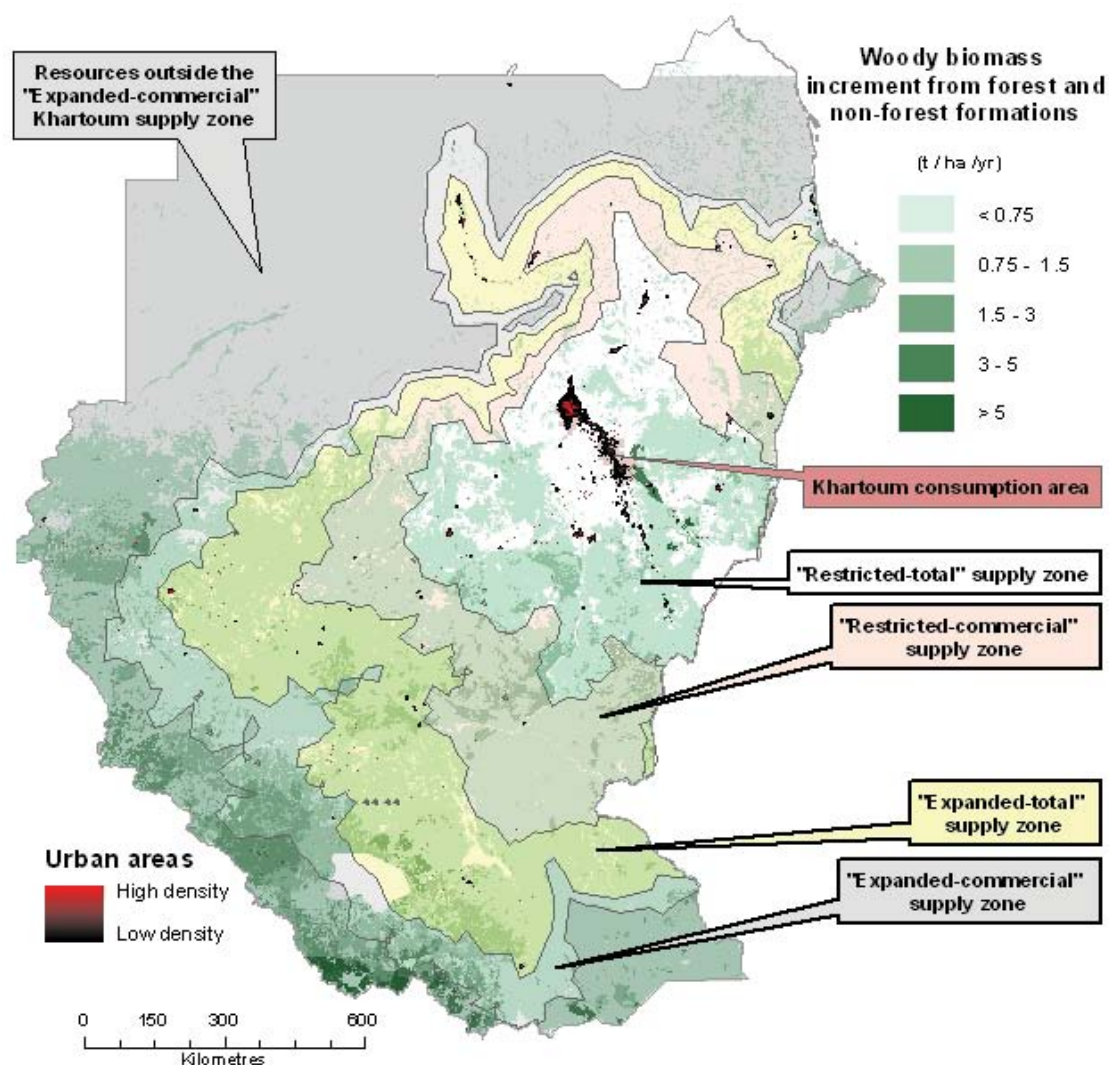 Resources outside the
"Expanded-commercial"
Khartoum supply zone
Woody biomass
increment from forest and
non-forest formations
(t / ha /yr)
< 0.75
0.75 - 1.5
1.5 - 3
3 - 5
> 5
Khartoum consumption area
"Restricted-total" supply zone
"Restricted-commercial"
supply zone
"Expanded-total"
supply zone
"Expanded-commercial"
supply zone
Urban areas
High density
Low density
0 150 300 600
Kilometres